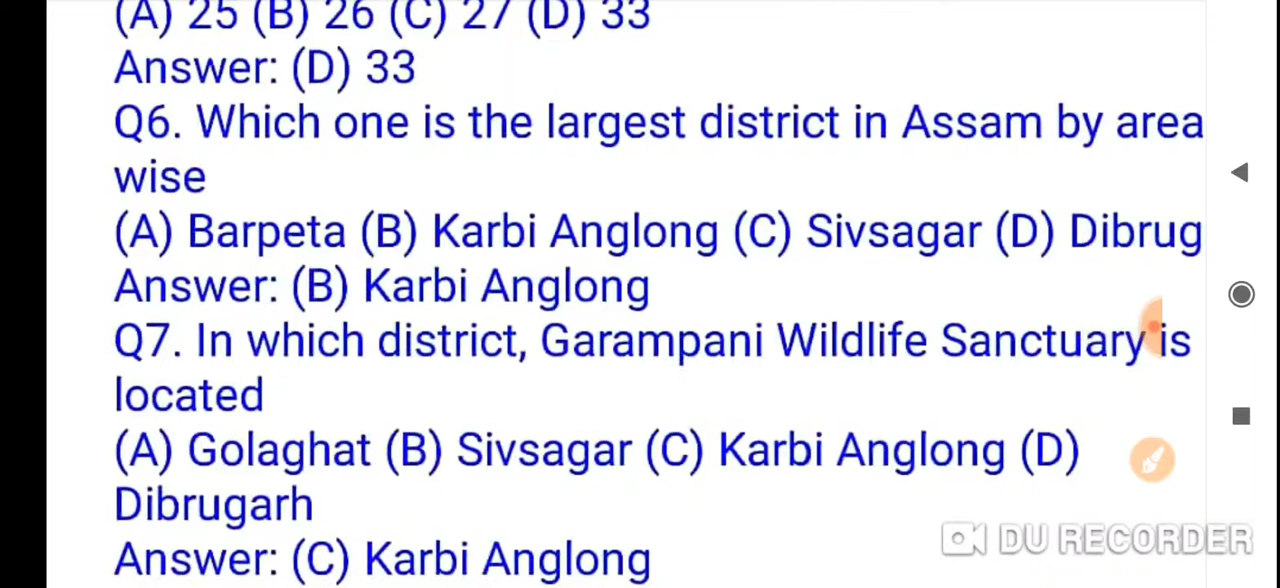 (A) 25 (B) 26 (C) 27 (D) 33
Answer: (D) 33
Q6. Which one is the largest district in Assam by area
wise
(A) Barpeta (B) Karbi Anglong (C) Sivsagar (D) Dibrug
Answer: (B) Karbi Anglong
Q7. In which district, Garampani Wildlife Sanctuary is
located
(A) Golaghat (B) Sivsagar (C) Karbi Anglong (D)
Dibrugarh
Answer: (C) Karbi Anglong
DU RECORDER